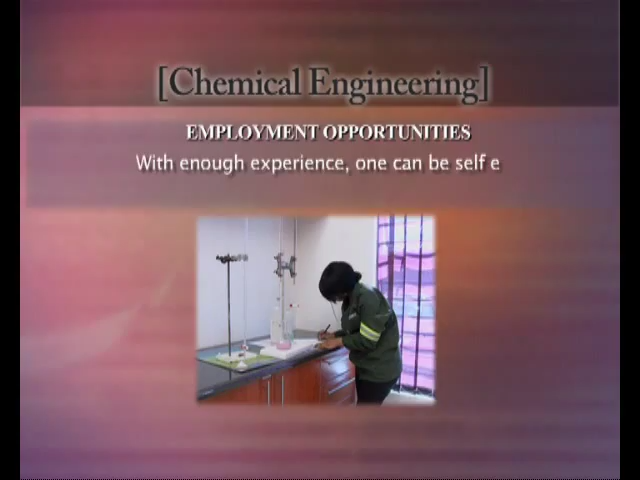 [Chemical Engineering]
EMPLOYMENT OPPORTUNITIES
With enough experience, one can be self e